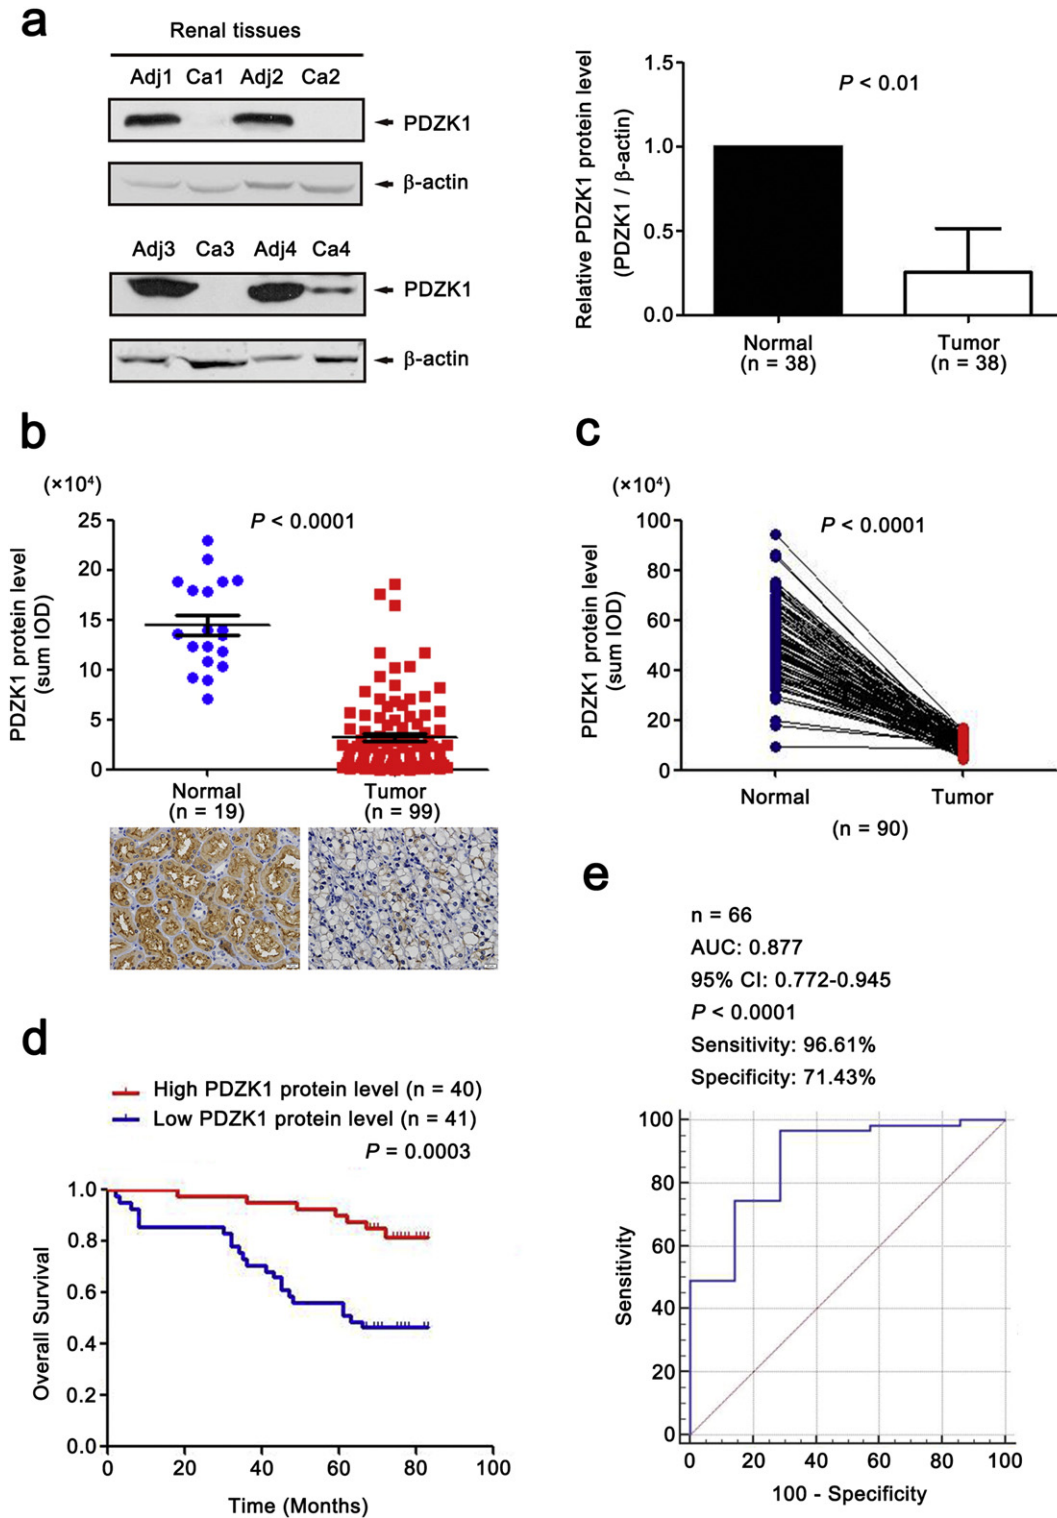 a
Renal tissues
Adj1 Ca1 Adj2 Ca2
PDZK1
β-actin
Adj3 Ca3 Adj4 Ca4
PDZK1
β-actin
Relative PDZK1 protein level
(PDZK1 / β-actin)
P < 0.01
1.5
1.0
0.5
0.0
Normal
(n = 38)
Tumor
(n = 38)
b
(×10⁴)
PDZK1 protein level
(sum IOD)
P < 0.0001
25
20
15
10
5
0
Normal
(n = 19)
Tumor
(n = 99)
c
(×10⁴)
PDZK1 protein level
(sum IOD)
P < 0.0001
100
80
60
40
20
0
Normal
Tumor
(n = 90)
d
High PDZK1 protein level (n = 40)
Low PDZK1 protein level (n = 41)
P = 0.0003
Overall Survival
1.0
0.8
0.6
0.4
0.2
0.0
0 20 40 60 80 100
Time (Months)
e
n = 66
AUC: 0.877
95% CI: 0.772-0.945
P < 0.0001
Sensitivity: 96.61%
Specificity: 71.43%
Sensitivity
100
80
60
40
20
0
0 20 40 60 80 100
100 - Specificity